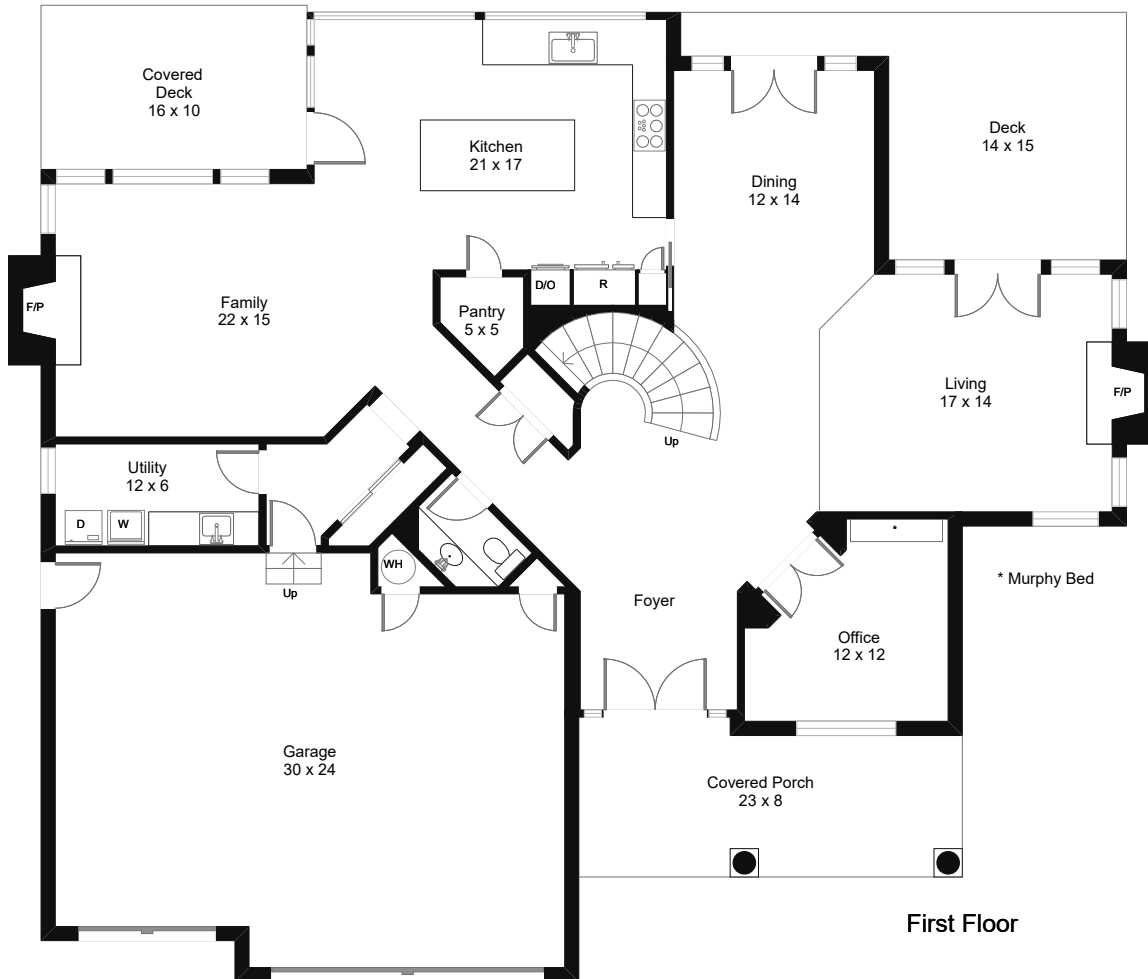 Covered
Deck
16 x 10
Kitchen
21 x 17
Deck
14 x 15
Dining
12 x 14
D/O
R
F/P
Family
22 x 15
Pantry
5 x 5
Living
17 x 14
F/P
Up
Utility
12 x 6
D
W
WH
Up
Foyer
* Murphy Bed
Office
12 x 12
Garage
30 x 24
Covered Porch
23 x 8
First Floor